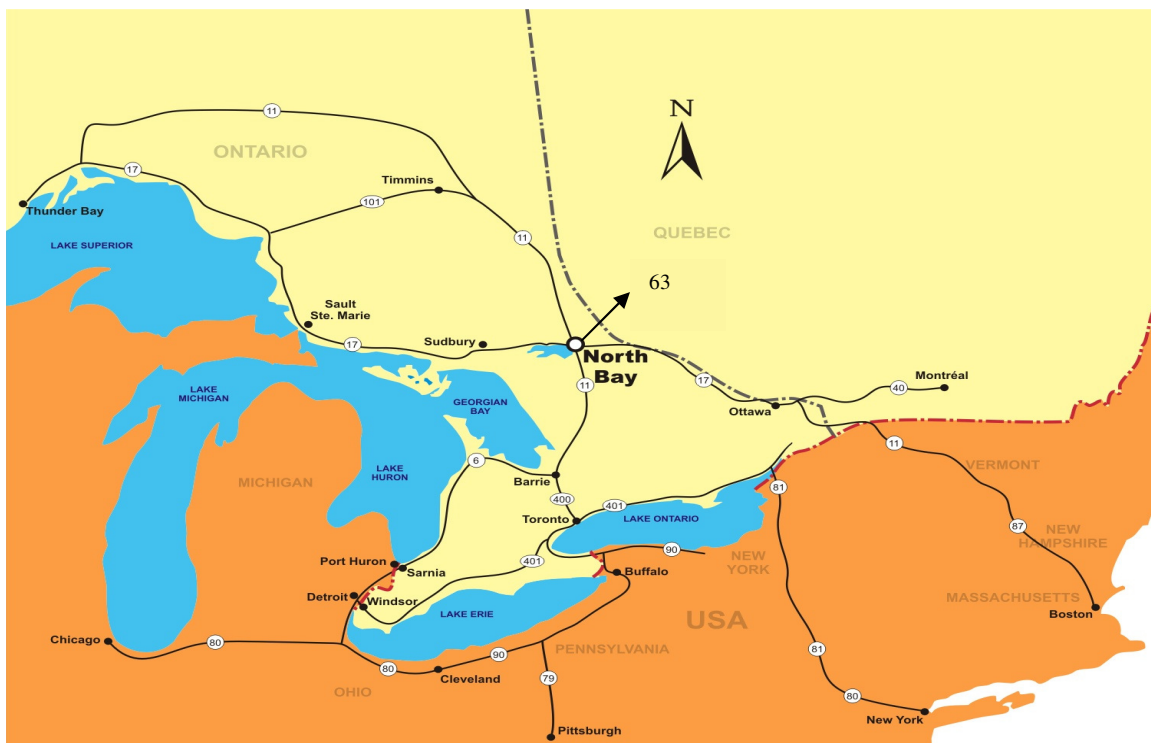 11
N
ONTARIO
17
Timmins
101
Thunder Bay
11
QUEBEC
LAKE SUPERIOR
63
Sault
Ste. Marie
17
Sudbury
North
Bay
17
Montréal
40
11
LAKE
MICHIGAN
GEORGIAN
BAY
Ottawa
11
6
VERMONT
LAKE
HURON
MICHIGAN
Barrie
81
400
401
Toronto
LAKE ONTARIO
87
NEW
HAMPSHIRE
90
401
NEW
YORK
Port Huron
Sarnia
Buffalo
Detroit
Windsor
MASSACHUSETTS
Boston
LAKE ERIE
USA
Chicago
80
PENNSYLVANIA
81
90
80
Cleveland
79
OHIO
80
New York
Pittsburgh